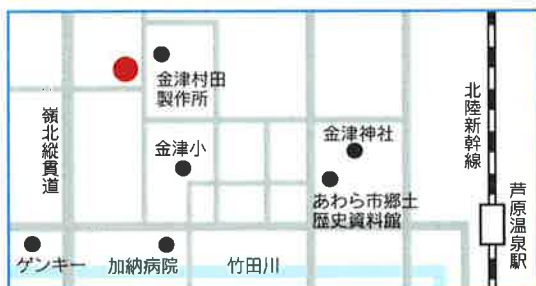 金津村田
製作所
嶺北縦貫道
金津小
金津神社
北陸新幹線
あわら市郷土
歴史資料館
芦原温泉駅
ゲンキー
加納病院
竹田川